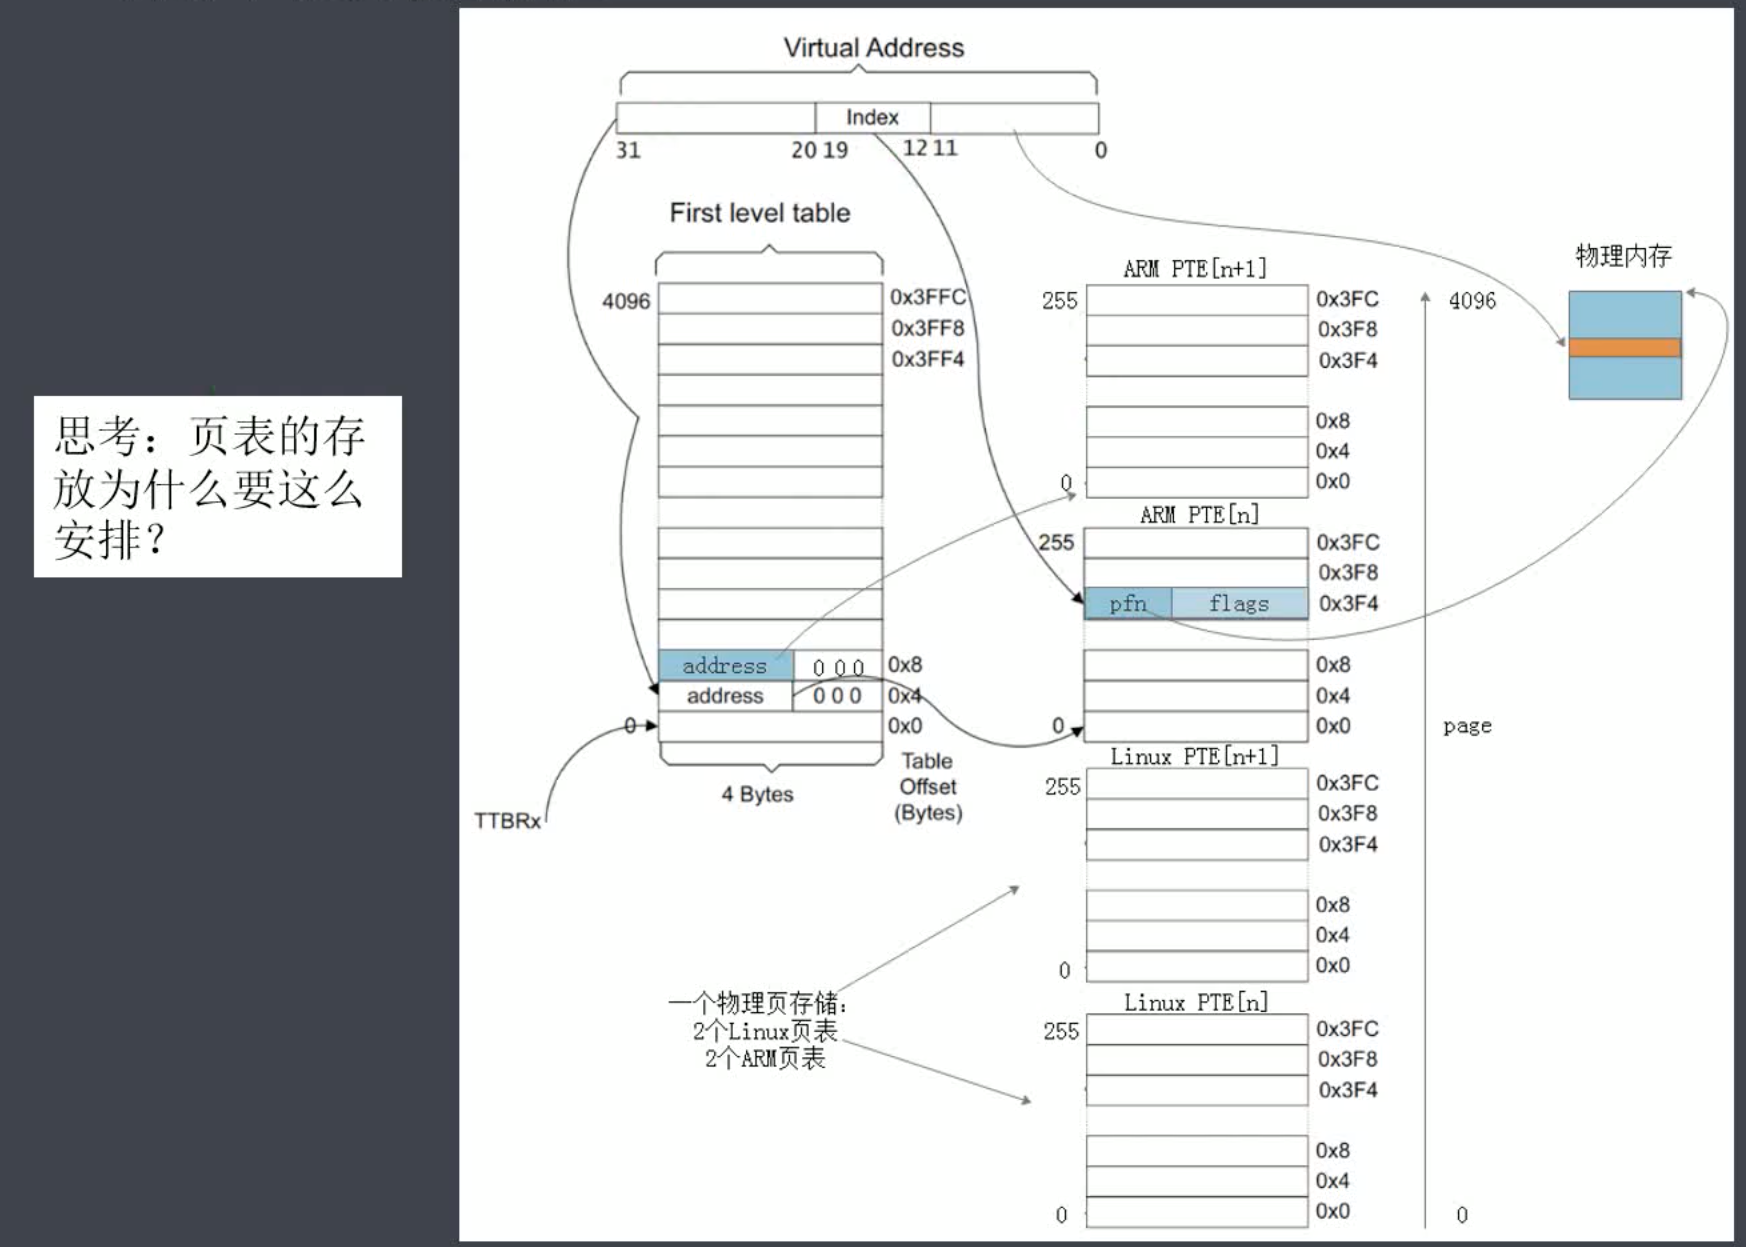 思考：页表的存
放为什么要这么
安排？
Virtual Address
Index
31
20 19
12 11
0
First level table
4096
0x3FFC
0x3FF8
0x3FF4
address
0 0 0
0x8
address
0 0 0
0x4
0
0x0
4 Bytes
Table
Offset
(Bytes)
TTBRx
ARM PTE[n+1]
255
0x3FC
0x3F8
0x3F4
0x8
0x4
0
0x0
ARM PTE[n]
255
0x3FC
0x3F8
pfn
flags
0x3F4
0x8
0x4
0
0x0
Linux PTE[n+1]
255
0x3FC
0x3F8
0x3F4
0x8
0x4
0
0x0
Linux PTE[n]
255
0x3FC
0x3F8
0x3F4
0x8
0x4
0
0x0
4096
page
0
物理内存
一个物理页存储：
2个Linux页表
2个ARM页表